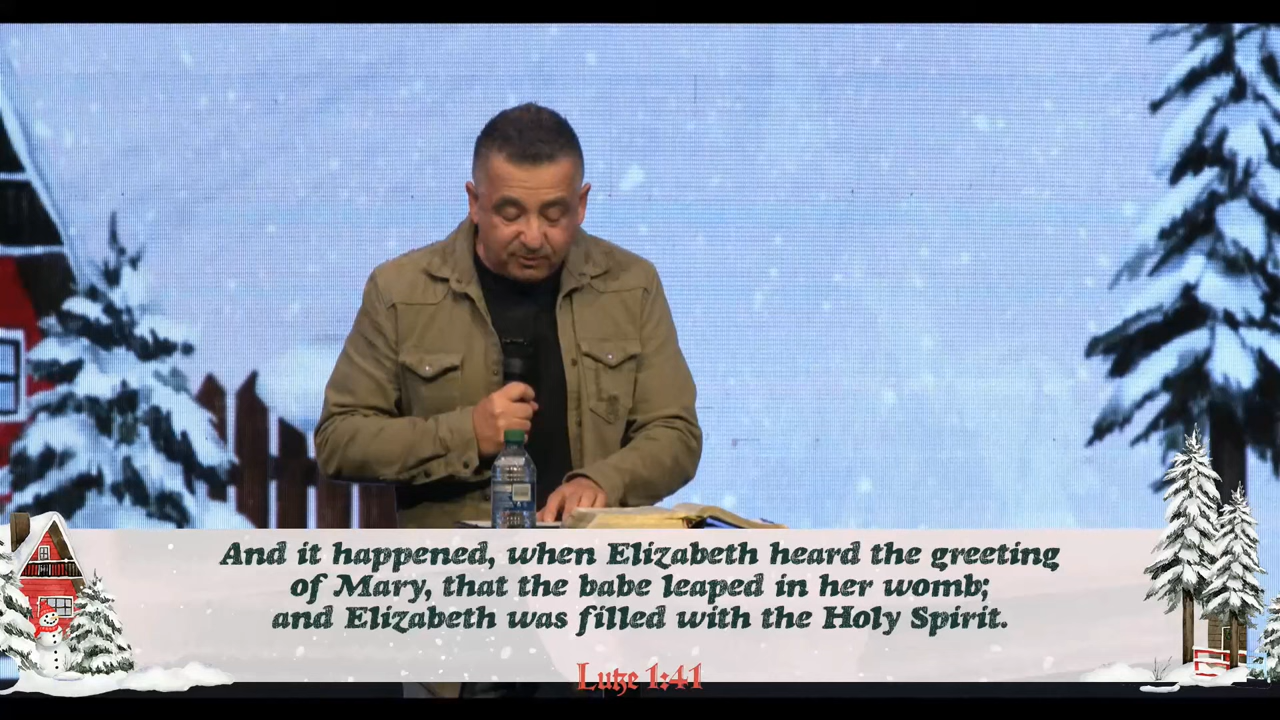 And it happened, when Elizabeth heard the greeting
of Mary, that the babe leaped in her womb;
and Elizabeth was filled with the Holy Spirit.
Luke 1:41